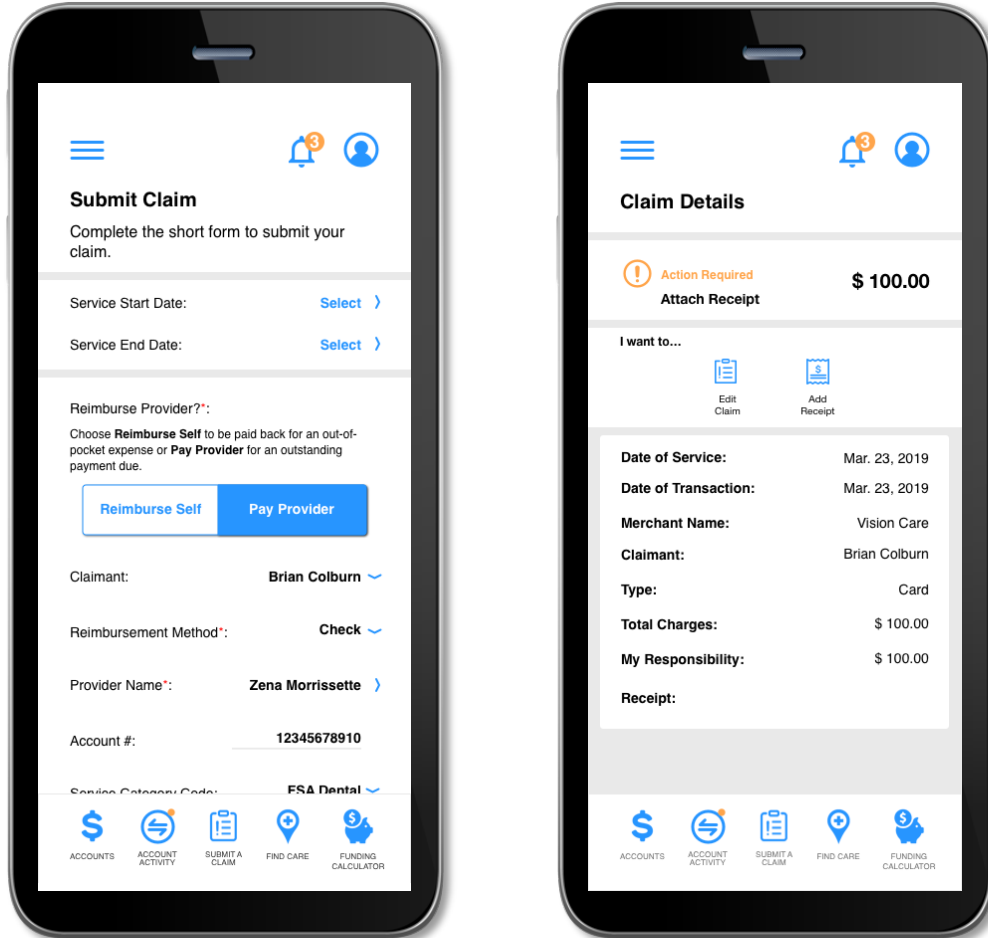 3
Submit Claim
Complete the short form to submit your
claim.
Service Start Date: Select
Service End Date: Select
Reimburse Provider?*:
Choose Reimburse Self to be paid back for an out-of-
pocket expense or Pay Provider for an outstanding
payment due.
Reimburse Self Pay Provider
Claimant: Brian Colburn
Reimbursement Method*: Check
Provider Name*: Zena Morrissette
Account #: 12345678910
Service Category Code: FSA Dental
$ $
ACCOUNTS ACCOUNT SUBMIT A FIND CARE FUNDING
ACTIVITY CLAIM CALCULATOR
3
Claim Details
! Action Required
Attach Receipt
$ 100.00
I want to...
$
Edit Add
Claim Receipt
Date of Service: Mar. 23, 2019
Date of Transaction: Mar. 23, 2019
Merchant Name: Vision Care
Claimant: Brian Colburn
Type: Card
Total Charges: $ 100.00
My Responsibility: $ 100.00
Receipt:
$ $
ACCOUNTS ACCOUNT SUBMIT A FIND CARE FUNDING
ACTIVITY CLAIM CALCULATOR